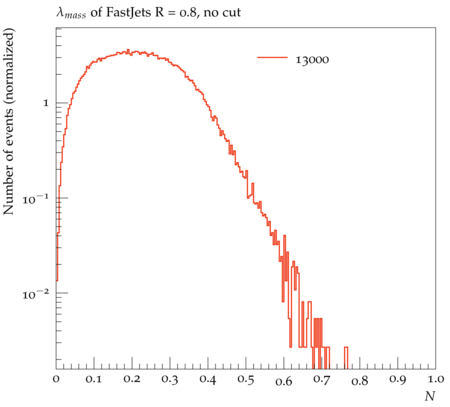 λmass of FastJets R = 0.8, no cut
Number of events (normalized)
13000
1
10⁻¹
10⁻²
0 0.1 0.2 0.3 0.4 0.5 0.6 0.7 0.8 0.9 1.0
N